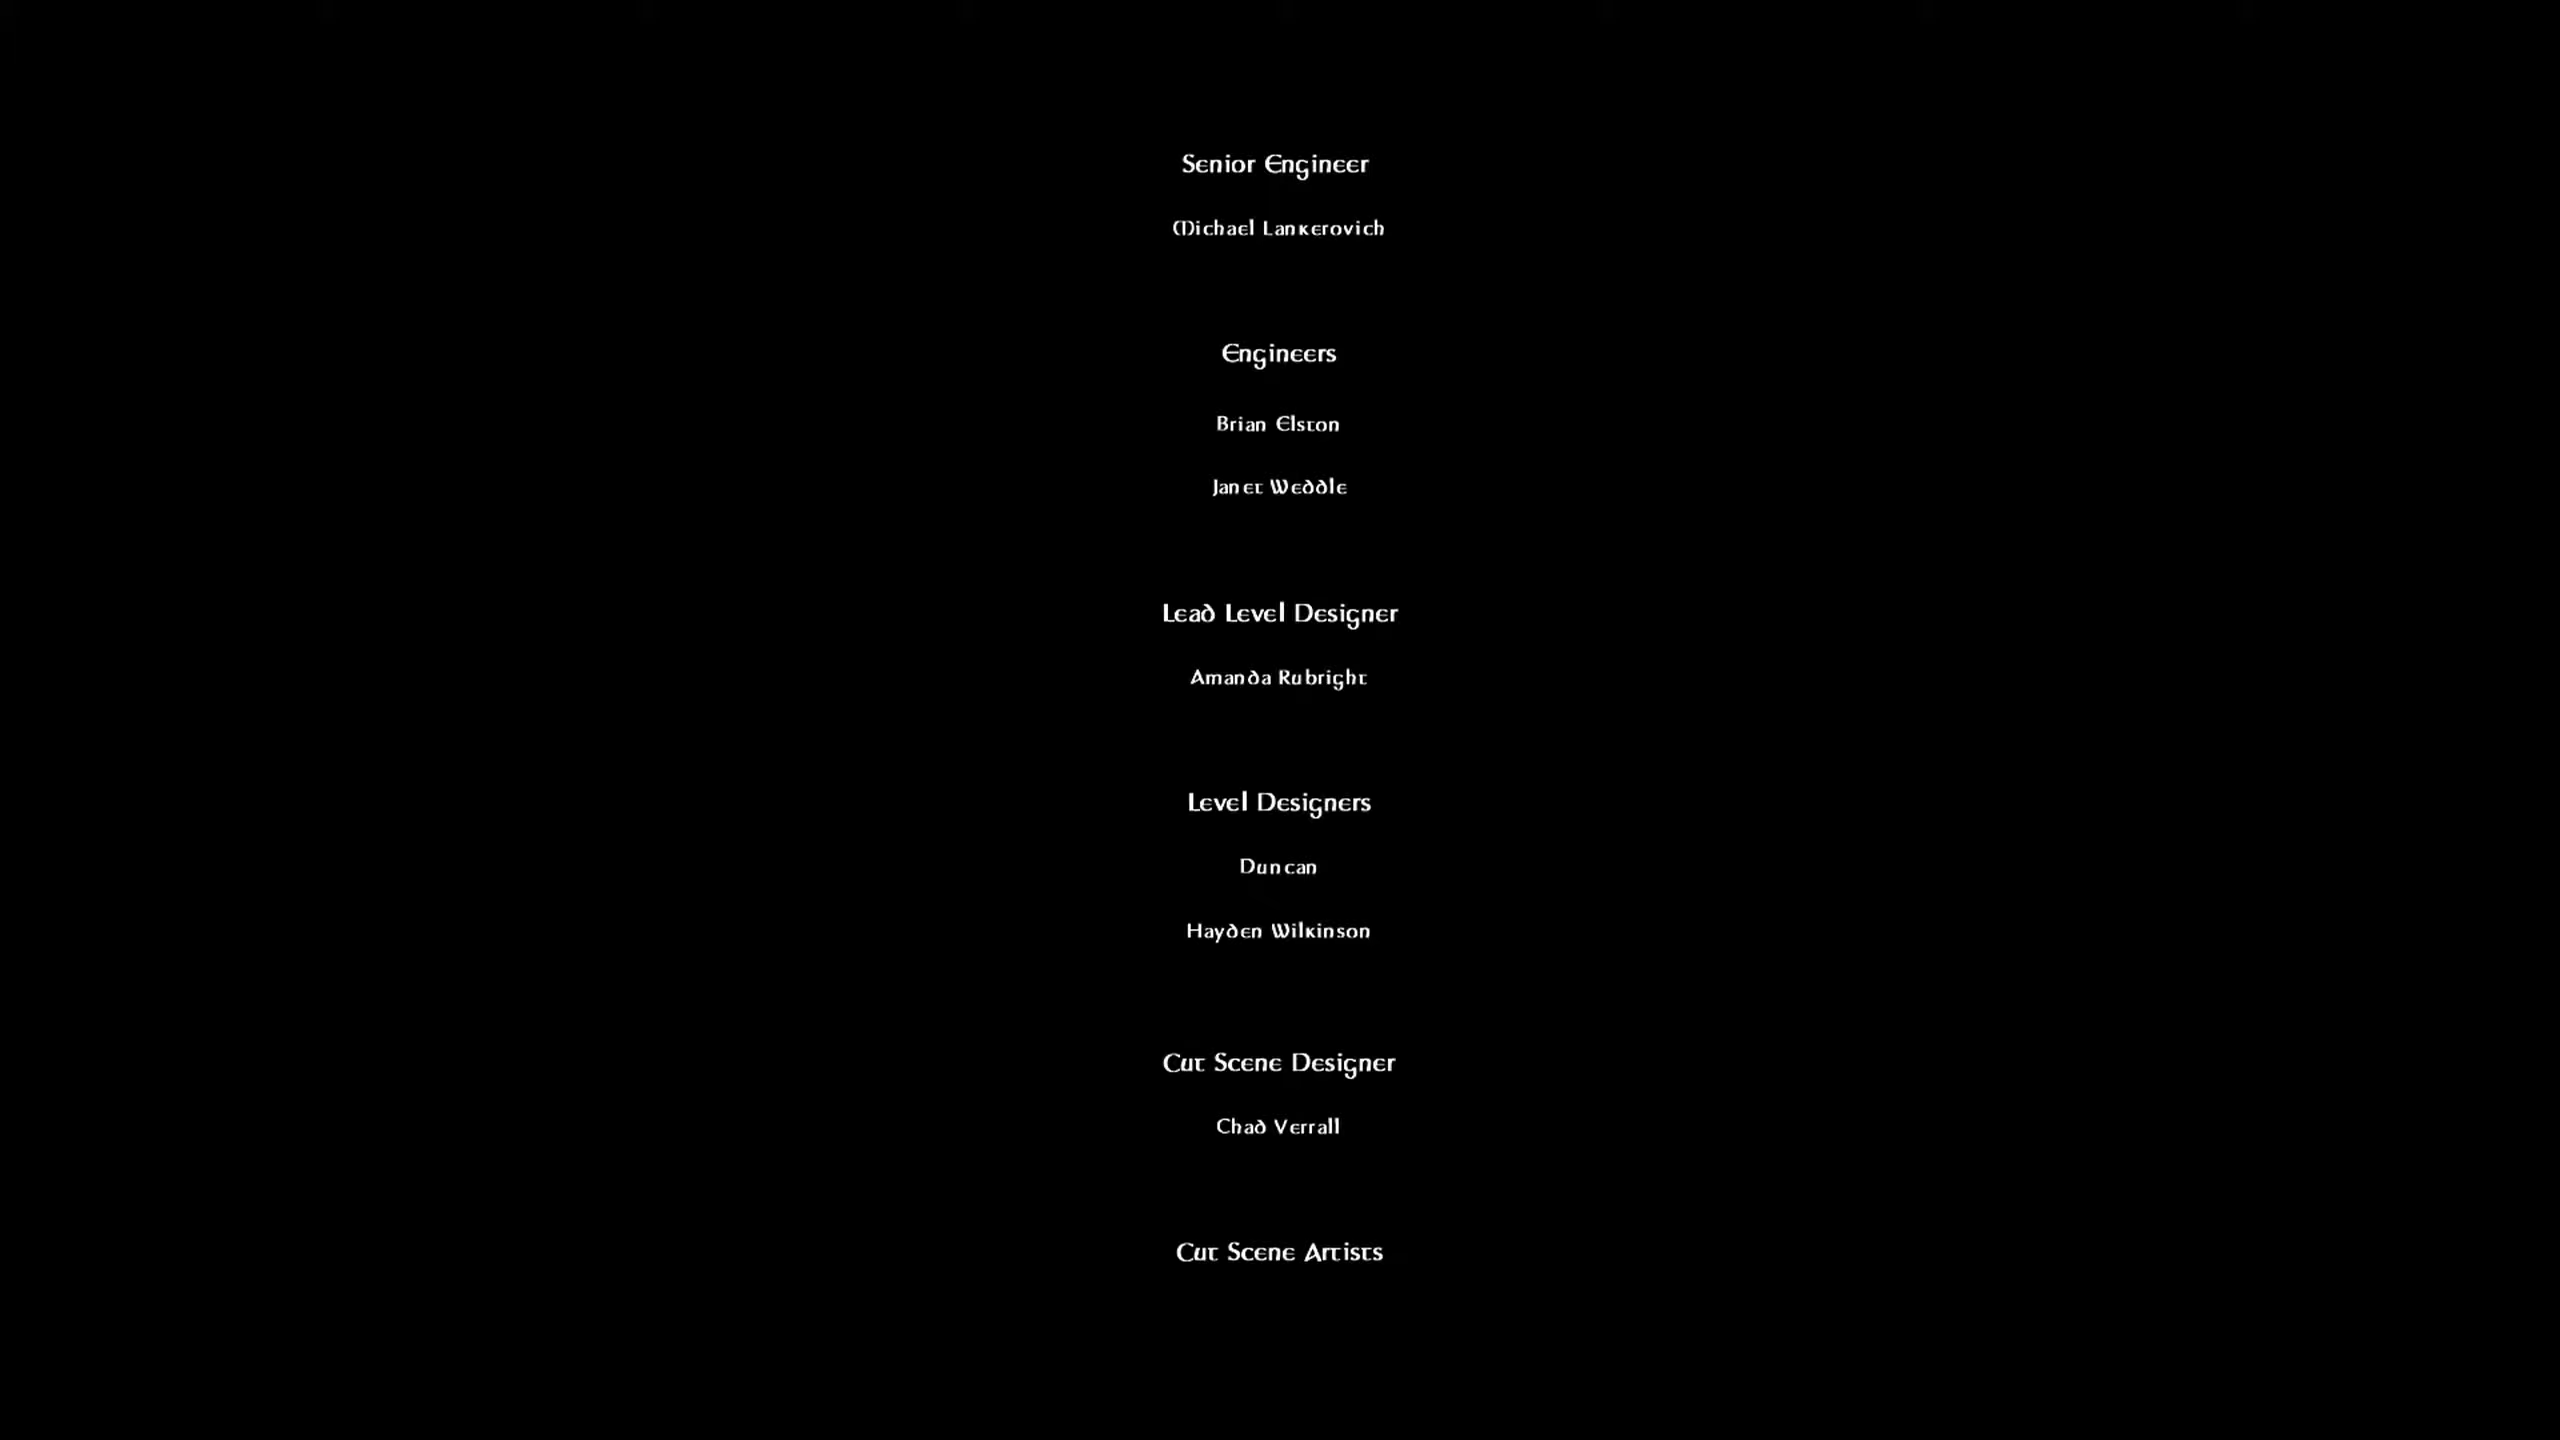 Senior Engineer
Michael Lankerovich
Engineers
Brian Elston
Janet Weddle
Lead Level Designer
Amanda Rubright
Level Designers
Duncan
Hayden Wilkinson
Cut Scene Designer
Chad Verrall
Cut Scene Artists